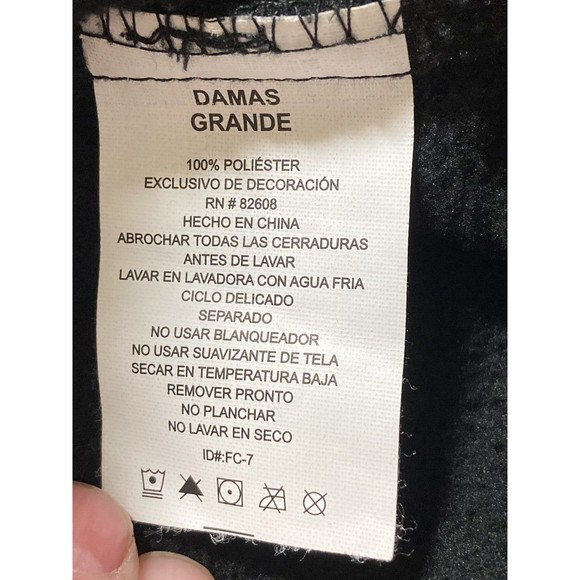 DAMAS
GRANDE
100% POLIÉSTER
EXCLUSIVO DE DECORACIÓN
RN # 82608
HECHO EN CHINA
ABROCHAR TODAS LAS CERRADURAS
ANTES DE LAVAR
LAVAR EN LAVADORA CON AGUA FRIA
CICLO DELICADO
SEPARADO
NO USAR BLANQUEADOR
NO USAR SUAVIZANTE DE TELA
SECAR EN TEMPERATURA BAJA
REMOVER PRONTO
NO PLANCHAR
NO LAVAR EN SECO
ID#:FC-7